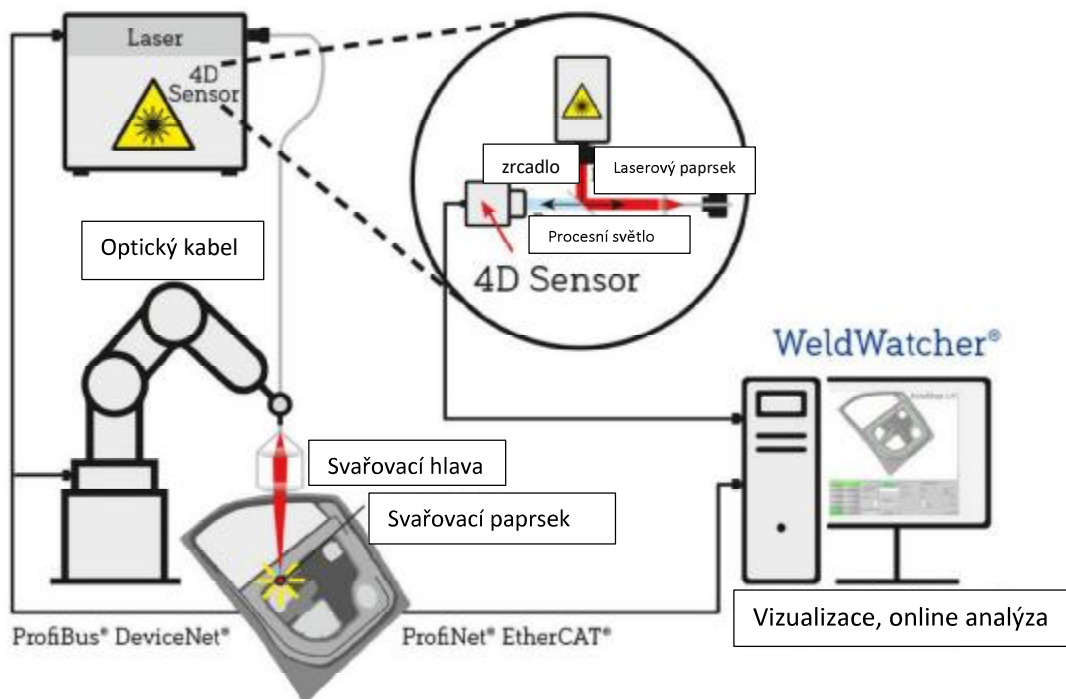 Laser
4D
Sensor
zrcadlo
Laserový paprsek
Procesní světlo
4D Sensor
Optický kabel
WeldWatcher®
Svařovací hlava
Svařovací paprsek
Vizualizace, online analýza
ProfiBus® DeviceNet®
ProfiNet® EtherCAT®